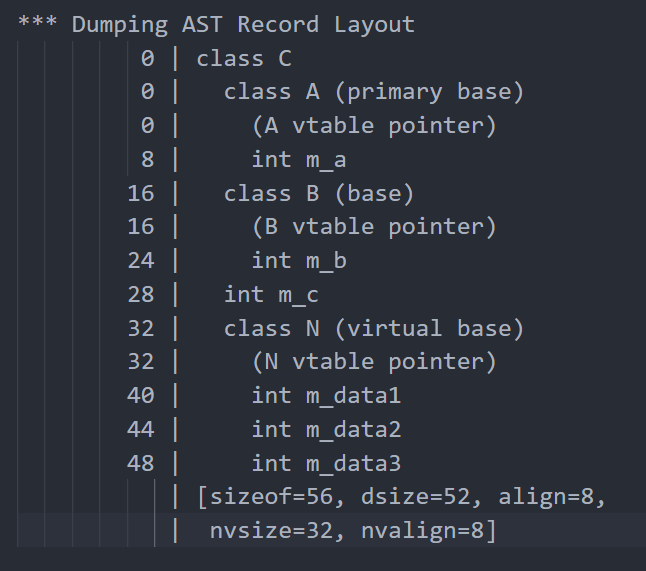 *** Dumping AST Record Layout
         0 | class C
         0 |   class A (primary base)
         0 |     (A vtable pointer)
         8 |     int m_a
        16 |   class B (base)
        16 |     (B vtable pointer)
        24 |     int m_b
        28 |   int m_c
        32 |   class N (virtual base)
        32 |     (N vtable pointer)
        40 |     int m_data1
        44 |     int m_data2
        48 |     int m_data3
           | [sizeof=56, dsize=52, align=8,
           |  nvsize=32, nvalign=8]